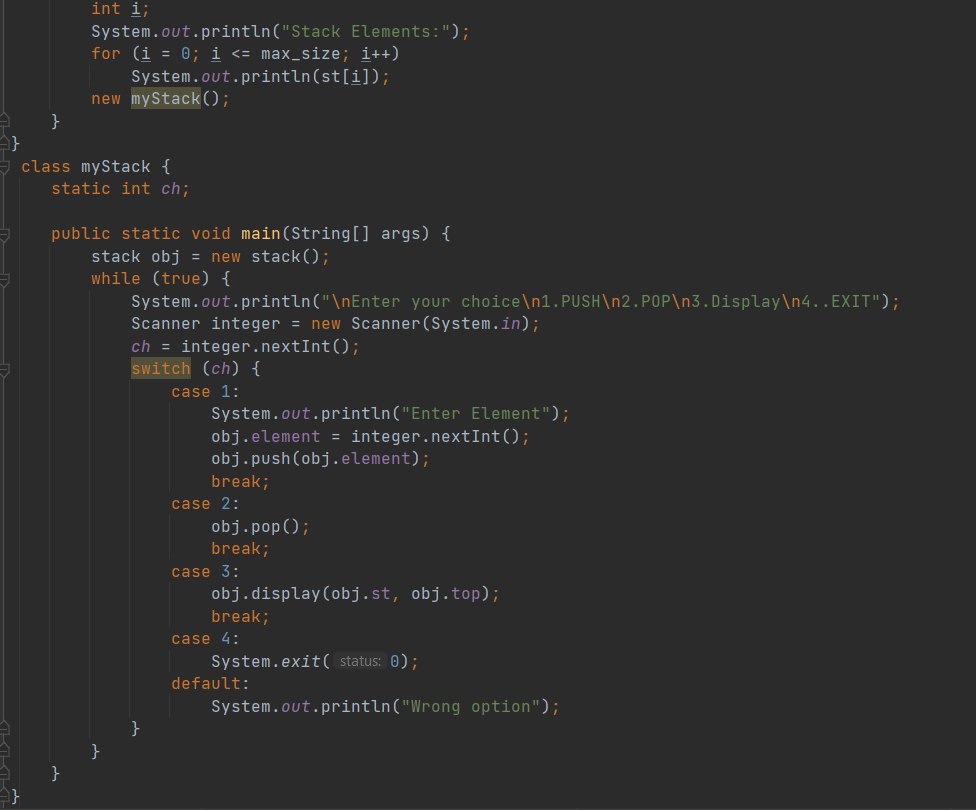 int i;
        System.out.println("Stack Elements:");
        for (i = 0; i <= max_size; i++)
            System.out.println(st[i]);
        new myStack();
    }
}
class myStack {
    static int ch;

    public static void main(String[] args) {
        stack obj = new stack();
        while (true) {
            System.out.println("\nEnter your choice\n1.PUSH\n2.POP\n3.Display\n4..EXIT");
            Scanner integer = new Scanner(System.in);
            ch = integer.nextInt();
            switch (ch) {
                case 1:
                    System.out.println("Enter Element");
                    obj.element = integer.nextInt();
                    obj.push(obj.element);
                    break;
                case 2:
                    obj.pop();
                    break;
                case 3:
                    obj.display(obj.st, obj.top);
                    break;
                case 4:
                    System.exit( status: 0);
                default:
                    System.out.println("Wrong option");
            }
        }
    }
}